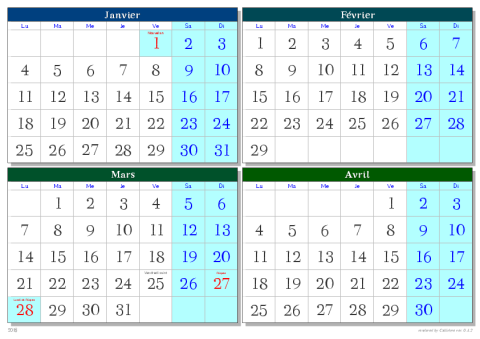 Janvier
Lu Ma Me Je Ve Sa Di
1 2 3
4 5 6 7 8 9 10
11 12 13 14 15 16 17
18 19 20 21 22 23 24
25 26 27 28 29 30 31
Février
Lu Ma Me Je Ve Sa Di
1 2 3 4 5 6 7
8 9 10 11 12 13 14
15 16 17 18 19 20 21
22 23 24 25 26 27 28
29
Mars
Lu Ma Me Je Ve Sa Di
1 2 3 4 5 6
7 8 9 10 11 12 13
14 15 16 17 18 19 20
21 22 23 24 25 26 27
28 29 30 31
Avril
Lu Ma Me Je Ve Sa Di
1 2 3
4 5 6 7 8 9 10
11 12 13 14 15 16 17
18 19 20 21 22 23 24
25 26 27 28 29 30
2016